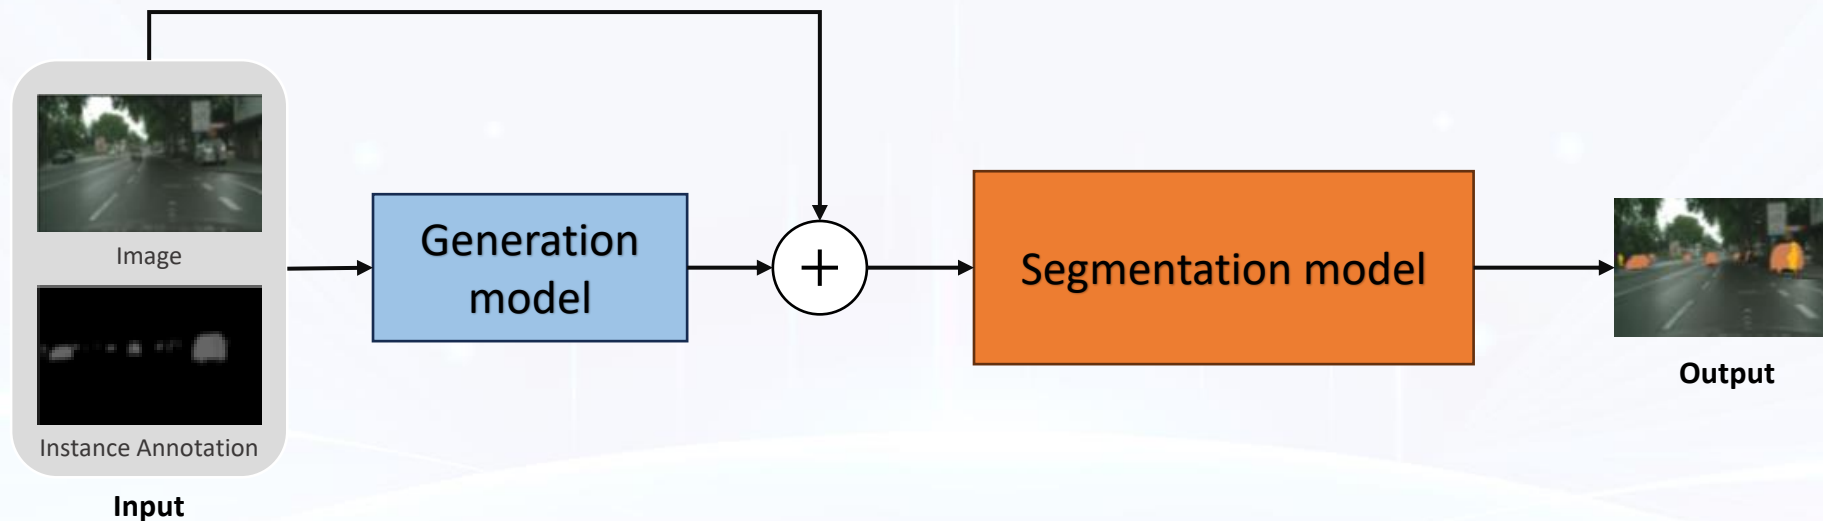 Image
Instance Annotation
Input
Generation
model
+
Segmentation model
Output